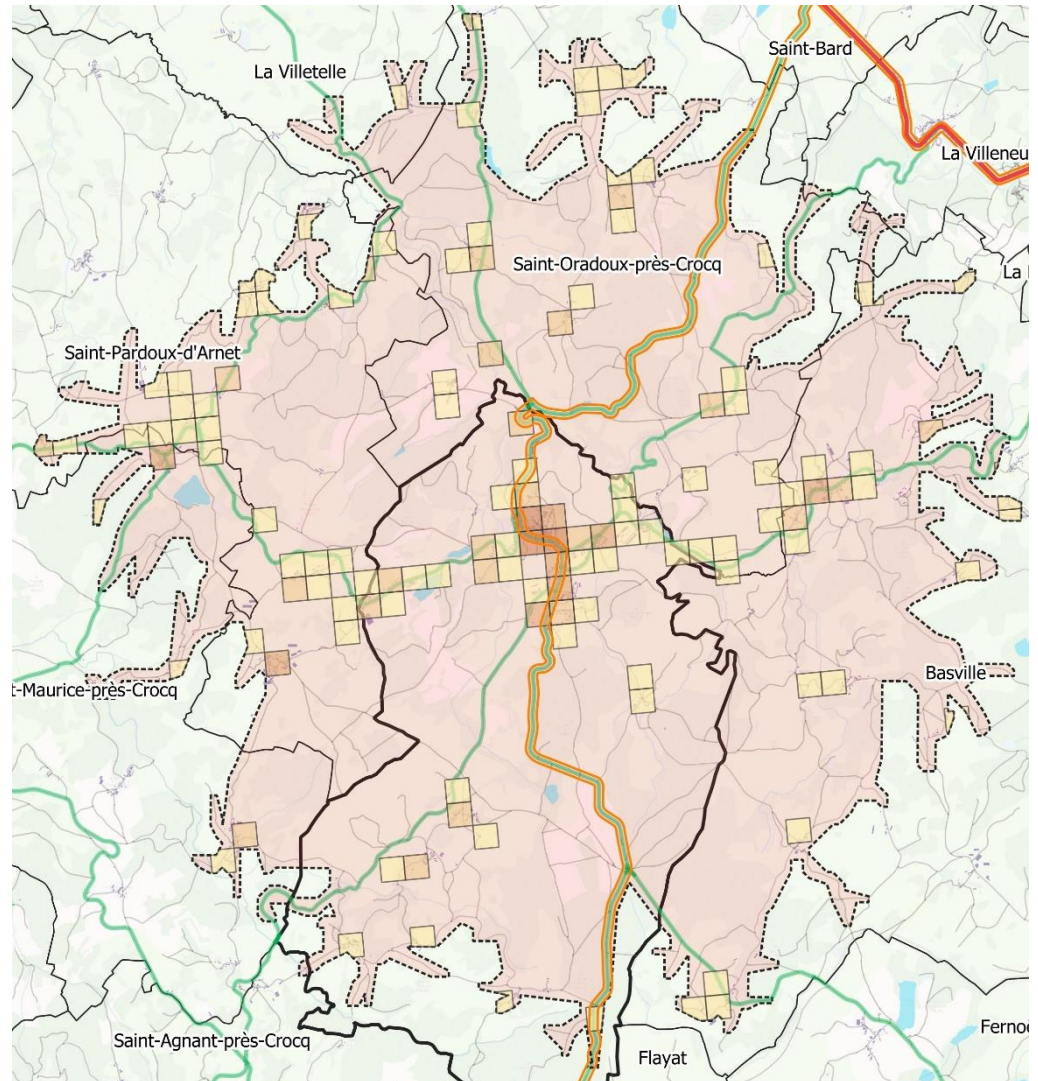 Saint-Bard
La Villetelle
La Villeneu
Saint-Oradoux-près-Crocq
La
Saint-Pardoux-d'Arnet
Basville
t-Maurice-près-Crocq
Ferno
Saint-Agnant-près-Crocq
Flayat